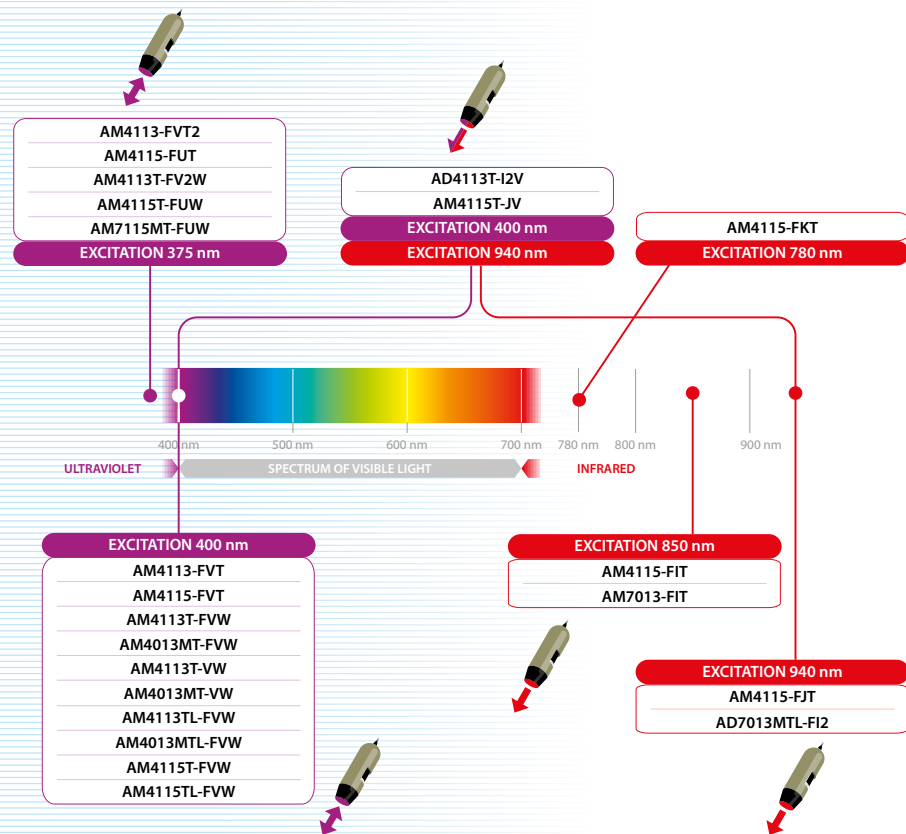 AM4113-FVT2
AM4115-FUT
AM4113T-FV2W
AM4115T-FUW
AM7115MT-FUW
EXCITATION 375 nm
AD4113T-I2V
AM4115T-JV
EXCITATION 400 nm
EXCITATION 940 nm
AM4115-FKT
EXCITATION 780 nm
400 nm
500 nm
600 nm
700 nm
780 nm
800 nm
900 nm
ULTRAVIOLET
SPECTRUM OF VISIBLE LIGHT
INFRARED
EXCITATION 400 nm
AM4113-FVT
AM4115-FVT
AM4113T-FVW
AM4013MT-FVW
AM4113T-VW
AM4013MT-VW
AM4113TL-FVW
AM4013MTL-FVW
AM4115T-FVW
AM4115TL-FVW
EXCITATION 850 nm
AM4115-FIT
AM7013-FIT
EXCITATION 940 nm
AM4115-FJT
AD7013MTL-FI2